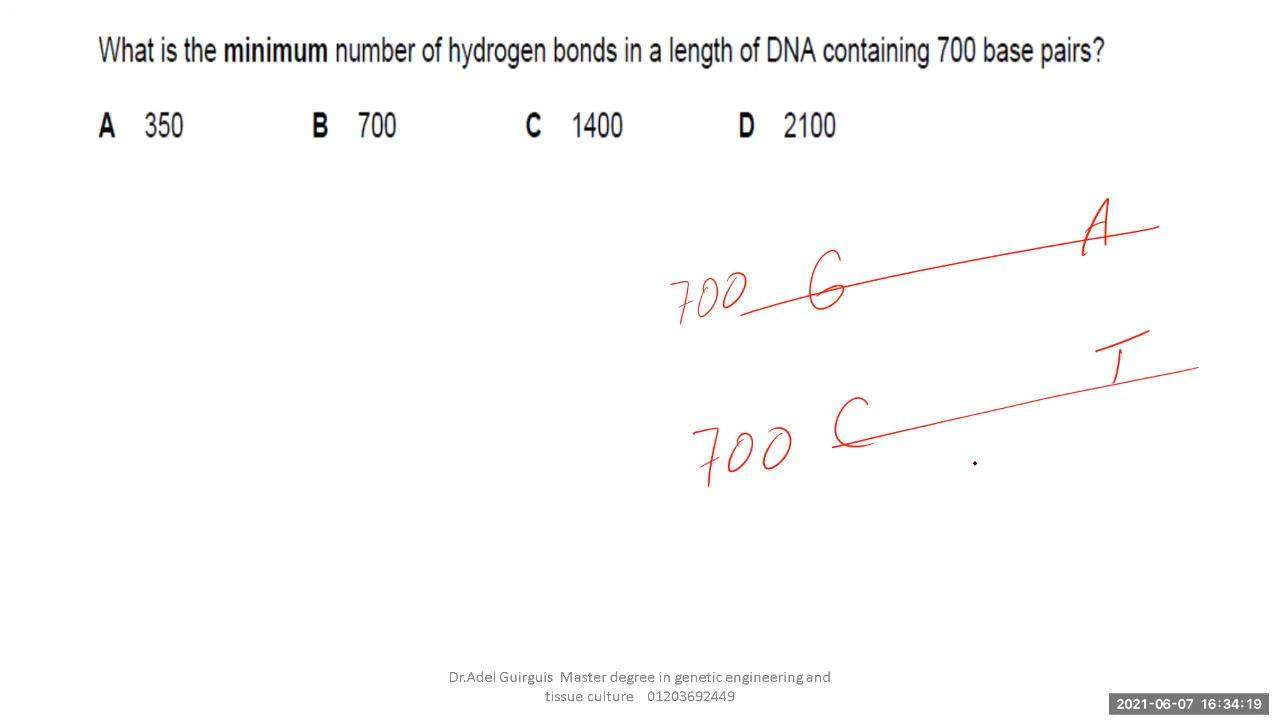 What is the minimum number of hydrogen bonds in a length of DNA containing 700 base pairs?
A 350 B 700 C 1400 D 2100
A
700 G
T
700 C
Dr.Adel Guirguis Master degree in genetic engineering and
tissue culture 01203692449
2021-06-07 16:34:19